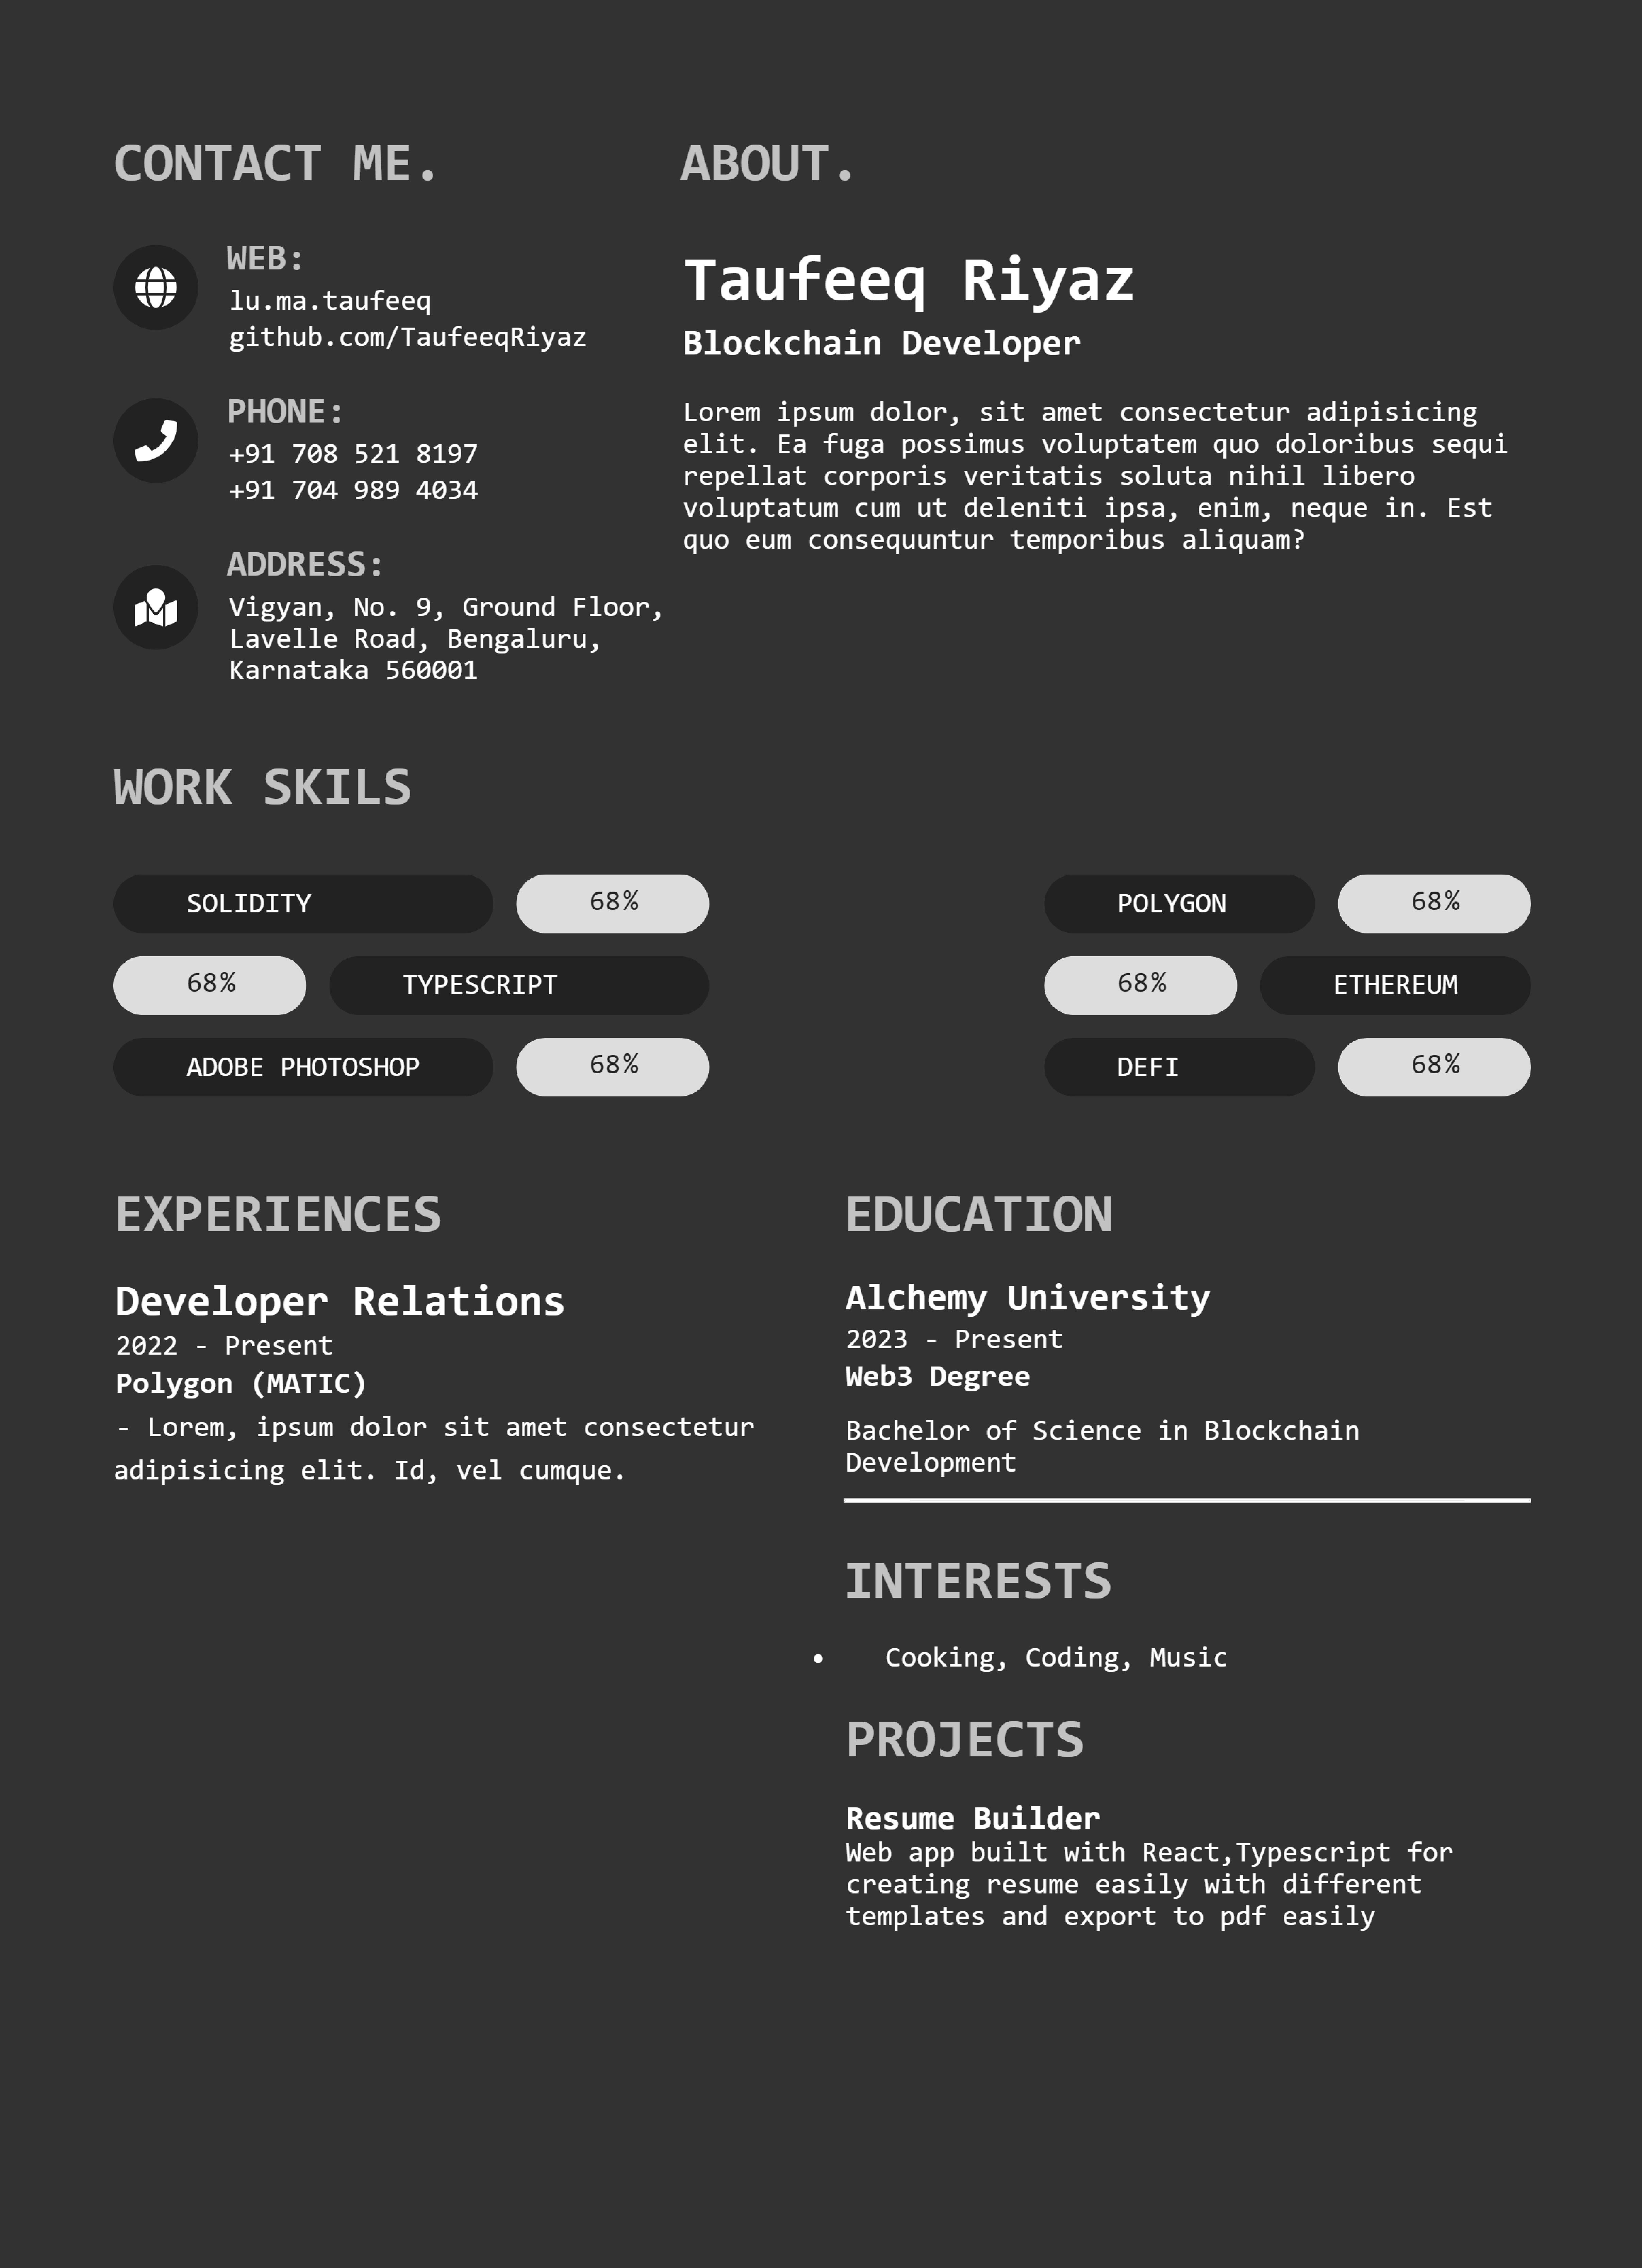 CONTACT ME.
WEB:
lu.ma.taufeeq
github.com/TaufeeqRiyaz
PHONE:
+91 708 521 8197
+91 704 989 4034
ADDRESS:
Vigyan, No. 9, Ground Floor,
Lavelle Road, Bengaluru,
Karnataka 560001
ABOUT.
Taufeeq Riyaz
Blockchain Developer
Lorem ipsum dolor, sit amet consectetur adipisicing
elit. Ea fuga possimus voluptatem quo doloribus sequi
repellat corporis veritatis soluta nihil libero
voluptatum cum ut deleniti ipsa, enim, neque in. Est
quo eum consequuntur temporibus aliquam?
WORK SKILS
SOLIDITY 68%
68% TYPESCRIPT
ADOBE PHOTOSHOP 68%
POLYGON 68%
68% ETHEREUM
DEFI 68%
EXPERIENCES
Developer Relations
2022 - Present
Polygon (MATIC)
- Lorem, ipsum dolor sit amet consectetur
adipisicing elit. Id, vel cumque.
EDUCATION
Alchemy University
2023 - Present
Web3 Degree
Bachelor of Science in Blockchain
Development
INTERESTS
• Cooking, Coding, Music
PROJECTS
Resume Builder
Web app built with React,Typescript for
creating resume easily with different
templates and export to pdf easily